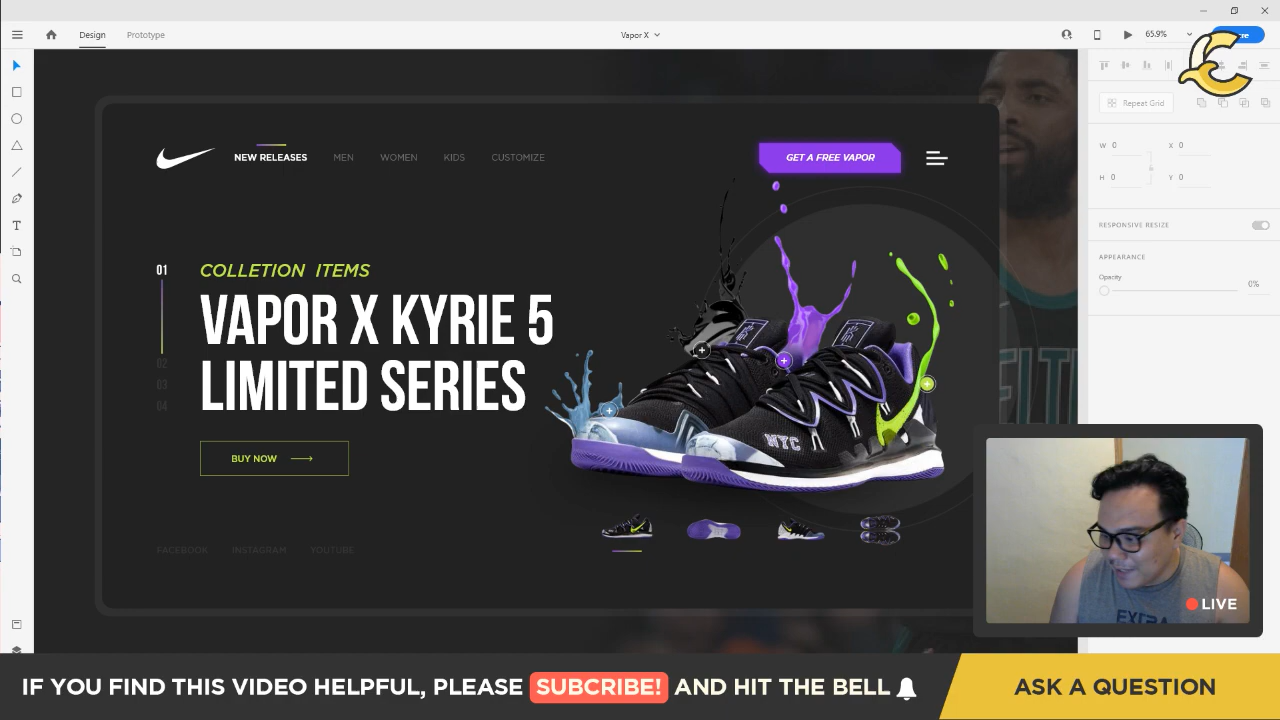 Design Prototype Vapor X 65.9%
Repeat Grid
W 0 X 0
H 0 Y 0
RESPONSIVE RESIZE
APPEARANCE
Opacity
0%
NEW RELEASES MEN WOMEN KIDS CUSTOMIZE GET A FREE VAPOR
01
02
03
04
COLLETION ITEMS
VAPOR X KYRIE 5
LIMITED SERIES
BUY NOW
NYC
FACEBOOK INSTAGRAM YOUTUBE
LIVE
IF YOU FIND THIS VIDEO HELPFUL, PLEASE SUBCRIBE! AND HIT THE BELL
ASK A QUESTION